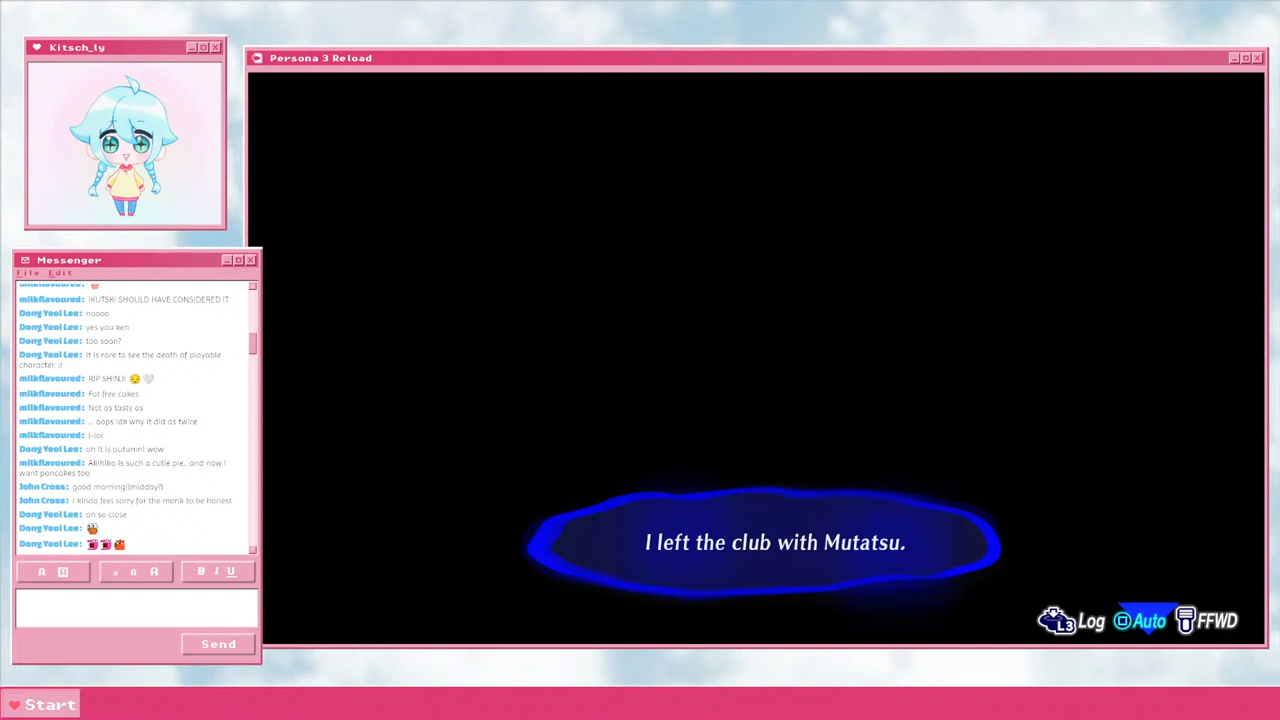 Kitsch_ly
Persona 3 Reload
Messenger
File Edit
milkflavoured: IKUTSKI SHOULD HAVE CONSIDERED IT
Dong Yeol Lee: noooo
Dong Yeol Lee: yes you ken
Dong Yeol Lee: too soon?
Dong Yeol Lee: it is rare to see the death of playable
character. :(
milkflavoured: RIP SHINJI 😌 🤍
milkflavoured: Fat free cakes
milkflavoured: Not as tasty as
milkflavoured: ... oops idk why it did as twice
milkflavoured: l-lol
Dong Yeol Lee: oh it is autumn! wow
milkflavoured: Akihiko is such a cutie pie.. and now I
want pancakes too
John Cross: good morning!(midday?)
John Cross: I kinda feel sorry for the monk to be honest
Dong Yeol Lee: oh so close
Dong Yeol Lee:
Dong Yeol Lee:
A A
A A A
B I U
Send
I left the club with Mutatsu.
L3 Log Auto FFWD
Start